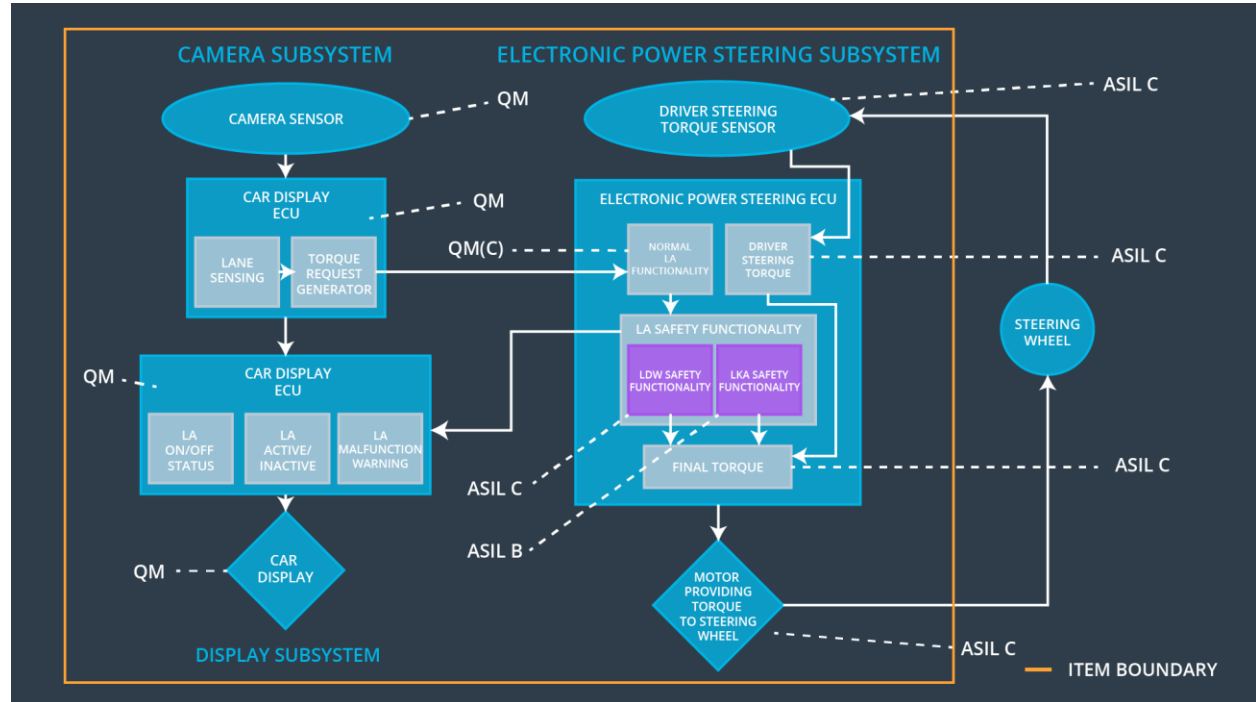 CAMERA SUBSYSTEM
ELECTRONIC POWER STEERING SUBSYSTEM
CAMERA SENSOR
QM
DRIVER STEERING
TORQUE SENSOR
ASIL C
CAR DISPLAY
ECU
QM
LANE
SENSING
TORQUE
REQUEST
GENERATOR
ELECTRONIC POWER STEERING ECU
QM(C)
NORMAL
LA
FUNCTIONALITY
DRIVER
STEERING
TORQUE
ASIL C
LA SAFETY FUNCTIONALITY
LDW SAFETY
FUNCTIONALITY
LKA SAFETY
FUNCTIONALITY
STEERING
WHEEL
CAR DISPLAY
ECU
QM
LA
ON/OFF
STATUS
LA
ACTIVE/
INACTIVE
LA
MALFUNCTION
WARNING
FINAL TORQUE
ASIL C
ASIL C
ASIL B
QM
CAR
DISPLAY
MOTOR
PROVIDING
TORQUE
TO STEERING
WHEEL
ASIL C
DISPLAY SUBSYSTEM
ITEM BOUNDARY